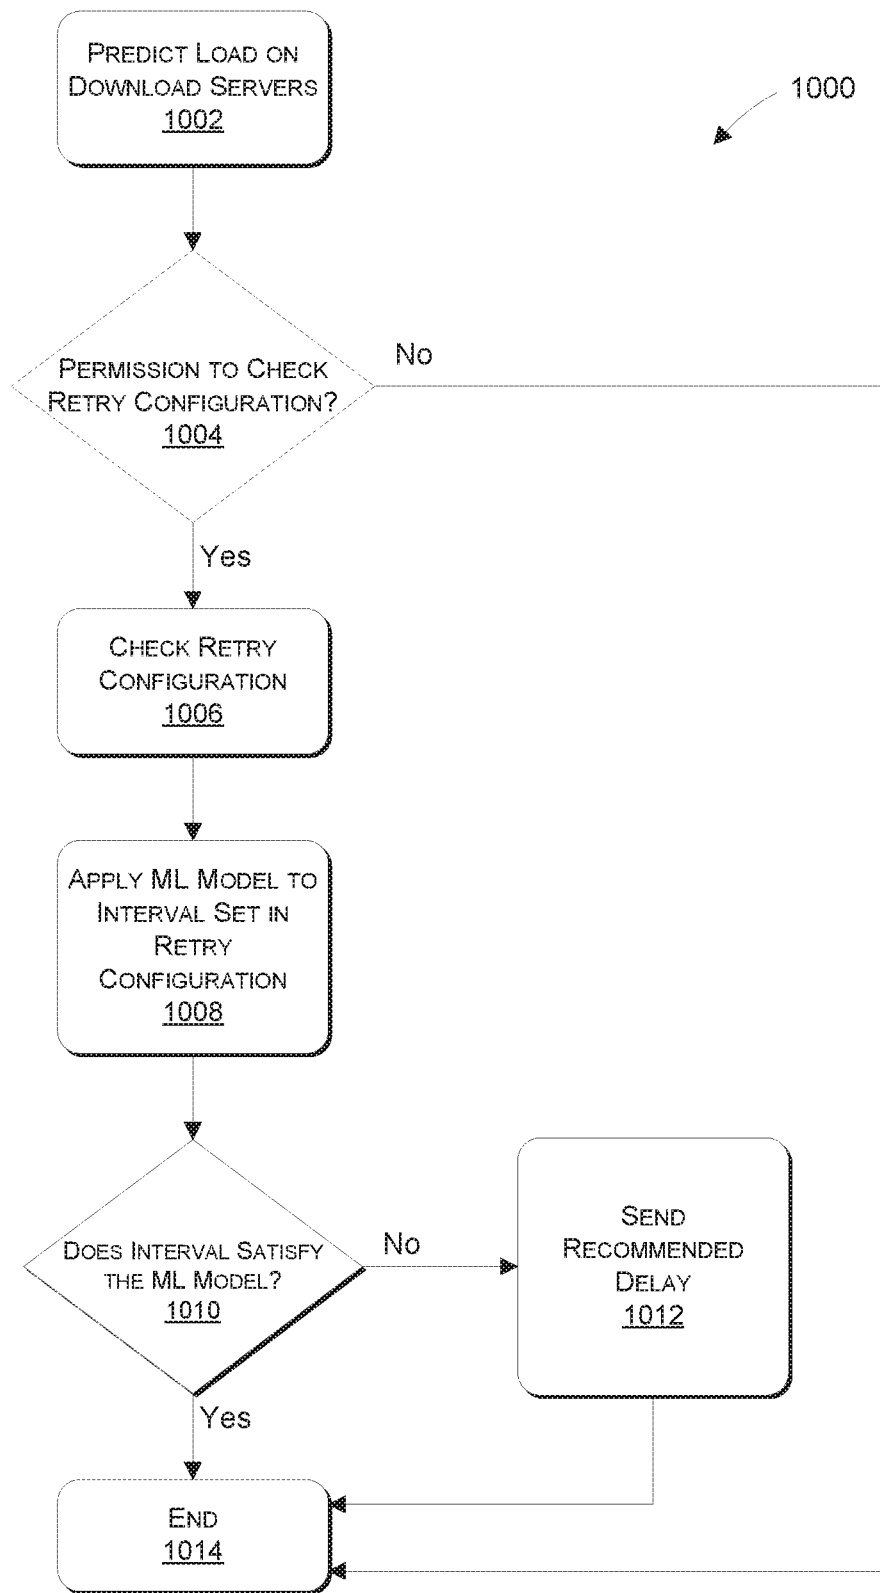 PREDICT LOAD ON
DOWNLOAD SERVERS
1002
1000
PERMISSION TO CHECK
RETRY CONFIGURATION?
1004
No
Yes
CHECK RETRY
CONFIGURATION
1006
APPLY ML MODEL TO
INTERVAL SET IN
RETRY
CONFIGURATION
1008
DOES INTERVAL SATISFY
THE ML MODEL?
1010
No
SEND
RECOMMENDED
DELAY
1012
Yes
END
1014